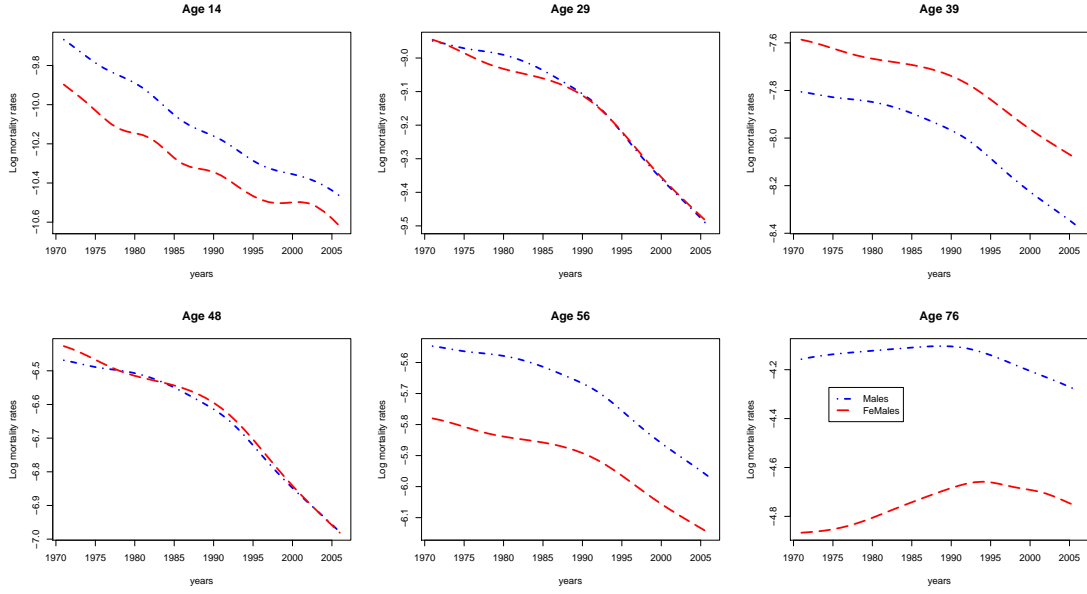 Age 14
Log mortality rates
−9.8
−10.0
−10.2
−10.4
−10.6
1970 1975 1980 1985 1990 1995 2000 2005
years
Age 29
Log mortality rates
−9.0
−9.1
−9.2
−9.3
−9.4
−9.5
1970 1975 1980 1985 1990 1995 2000 2005
years
Age 39
Log mortality rates
−7.6
−7.8
−8.0
−8.2
−8.4
1970 1975 1980 1985 1990 1995 2000 2005
years
Age 48
Log mortality rates
−6.5
−6.6
−6.7
−6.8
−6.9
−7.0
1970 1975 1980 1985 1990 1995 2000 2005
years
Age 56
Log mortality rates
−5.6
−5.7
−5.8
−5.9
−6.0
−6.1
1970 1975 1980 1985 1990 1995 2000 2005
years
Age 76
Log mortality rates
−4.2
−4.4
−4.6
−4.8
Males
FeMales
1970 1975 1980 1985 1990 1995 2000 2005
years